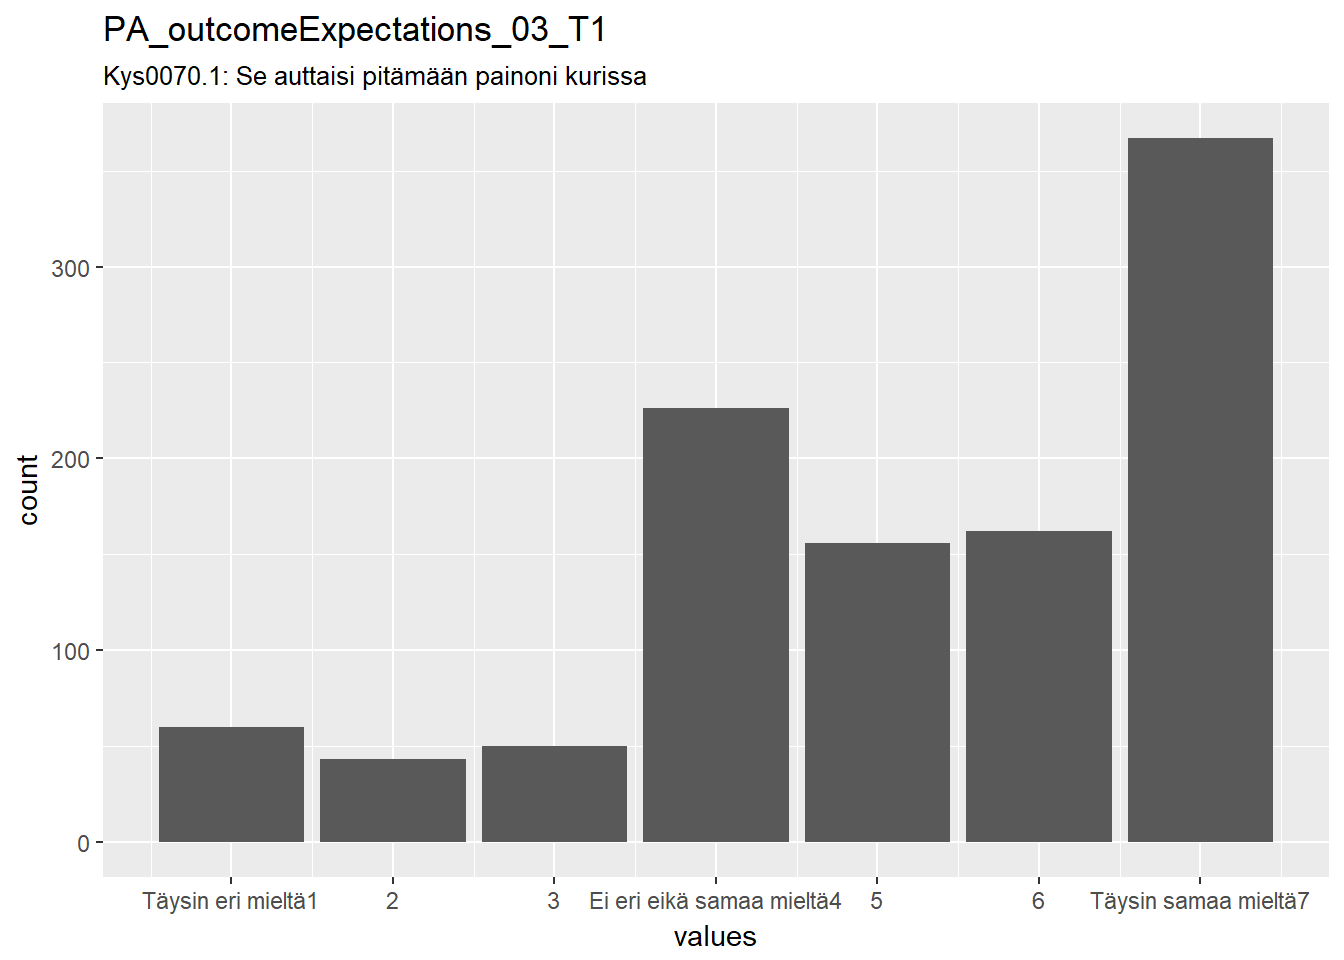 PA_outcomeExpectations_03_T1
Kys0070.1: Se auttaisi pitämään painoni kurissa
count
300
200
100
0
Täysin eri mieltä1 2 3 Ei eri eikä samaa mieltä4 5 6 Täysin samaa mieltä7
values